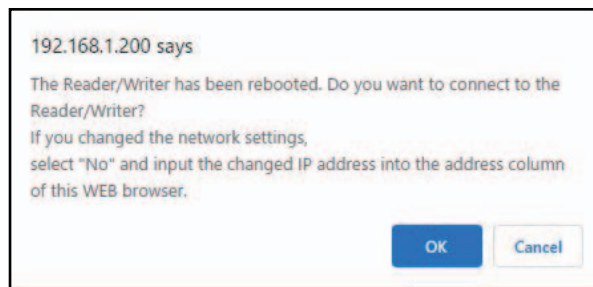 192.168.1.200 says
The Reader/Writer has been rebooted. Do you want to connect to the
Reader/Writer?
If you changed the network settings,
select "No" and input the changed IP address into the address column
of this WEB browser.
OK
Cancel